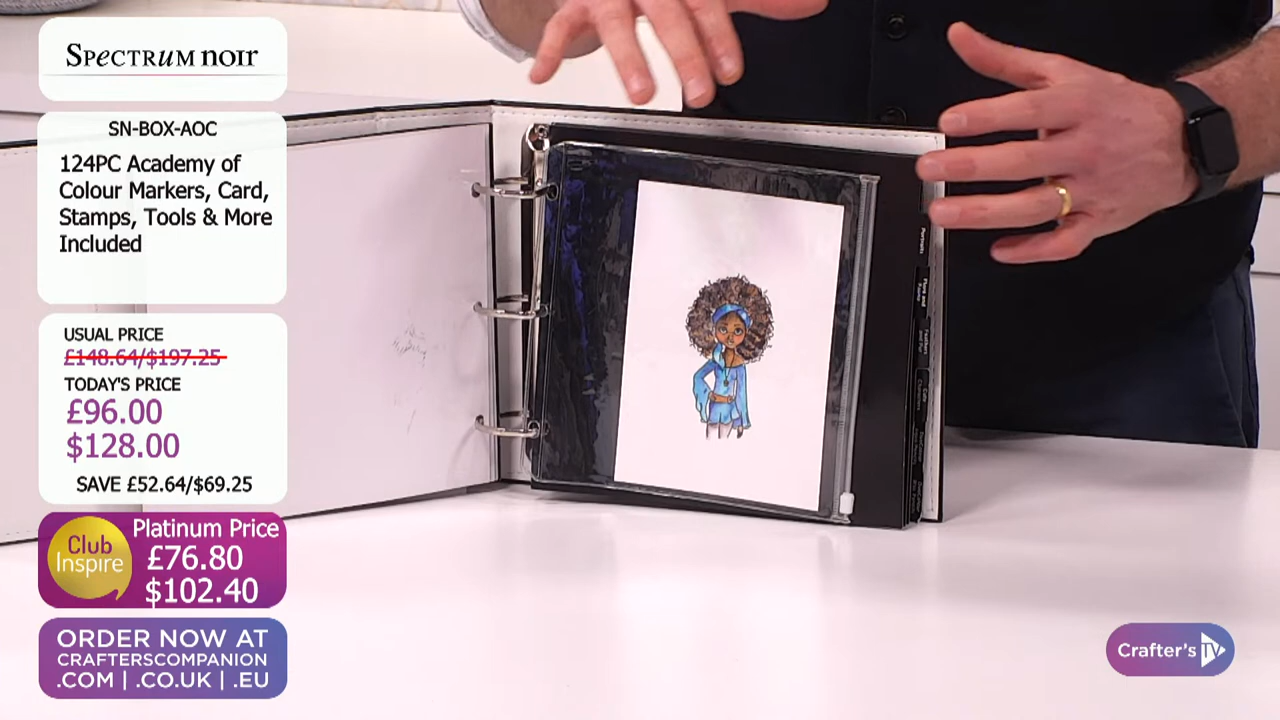 SPECTRUM NOIR
SN-BOX-AOC
124PC Academy of
Colour Markers, Card,
Stamps, Tools & More
Included
USUAL PRICE
£148.64/$197.25
TODAY'S PRICE
£96.00
$128.00
SAVE £52.64/$69.25
Club
Inspire
Platinum Price
£76.80
$102.40
ORDER NOW AT
CRAFTERSCOMPANION
.COM | .CO.UK | .EU
Portraits
Crafter's TV